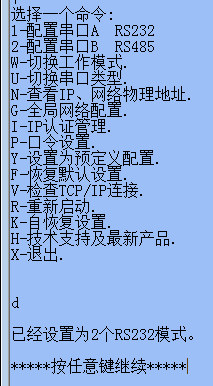 选择一个命令:
1-配置串口A  RS232
2-配置串口B  RS485
W-切换工作模式.
U-切换串口类型.
N-查看IP、网络物理地址.
G-全局网络配置.
I-IP认证管理.
P-口令设置.
Y-设置为预定义配置.
F-恢复默认设置.
V-检查TCP/IP连接.
R-重新启动.
K-自恢复设置.
H-技术支持及最新产品.
X-退出.
d
已经设置为2个RS232模式。
*****按任意键继续*****